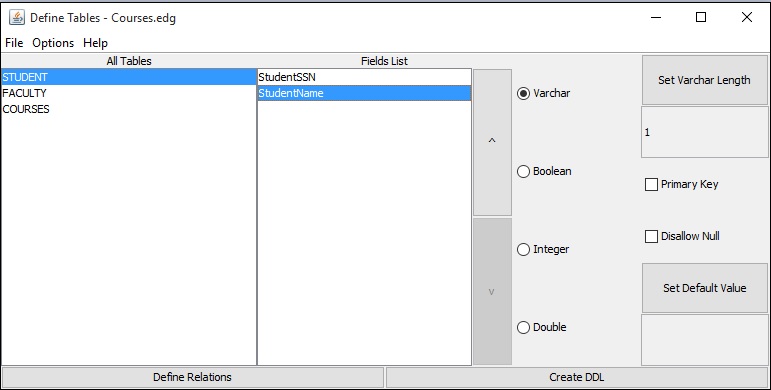 Define Tables - Courses.edg
File Options Help
All Tables
Fields List
STUDENT
FACULTY
COURSES
StudentSSN
StudentName
^
v
Varchar
Boolean
Integer
Double
Set Varchar Length
1
Primary Key
Disallow Null
Set Default Value
Define Relations
Create DDL